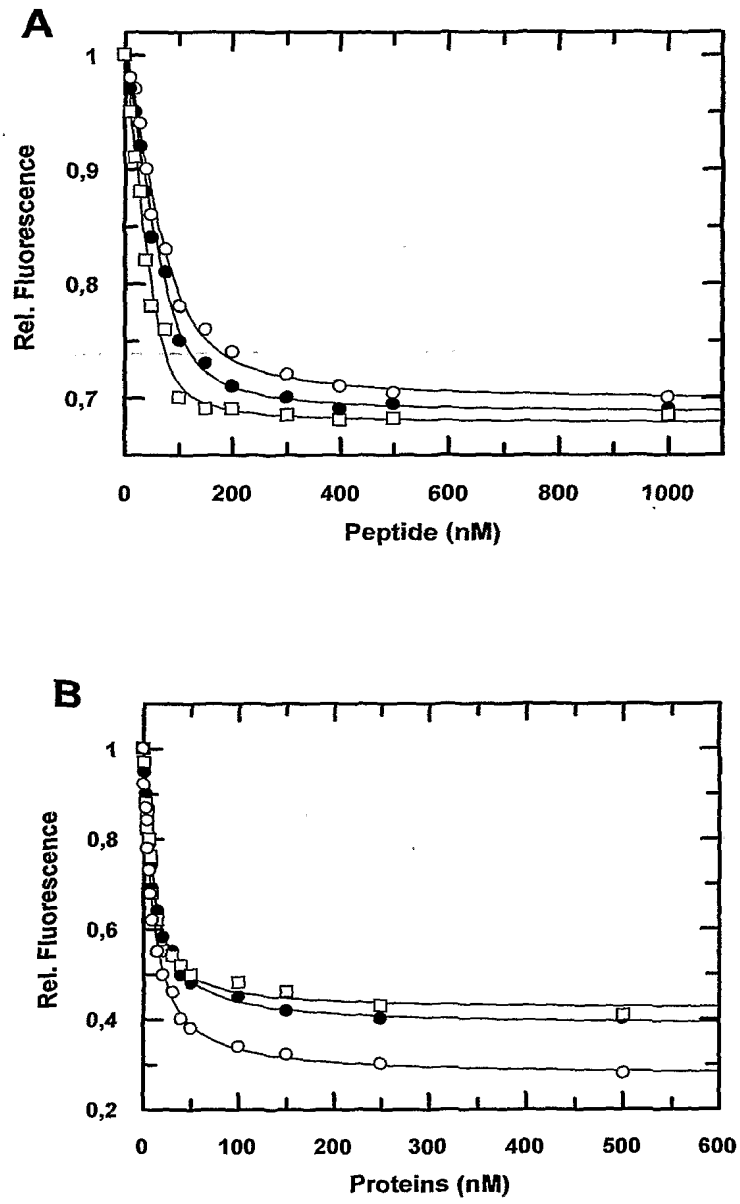 A
1
0,9
0,8
0,7
Rel. Fluorescence
0 200 400 600 800 1000
Peptide (nM)
B
1
0,8
0,6
0,4
0,2
Rel. Fluorescence
0 100 200 300 400 500 600
Proteins (nM)